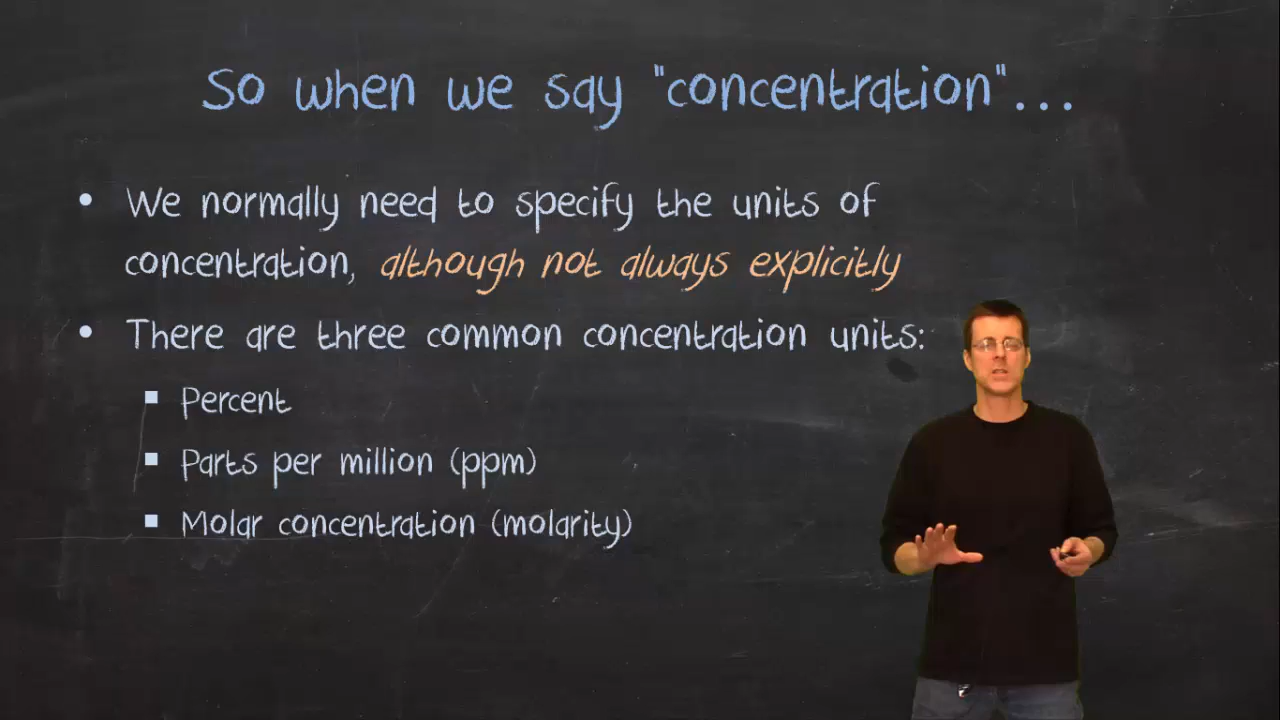 So when we say "concentration"...
• We normally need to specify the units of
concentration, although not always explicitly
• There are three common concentration units:
▪ Percent
▪ Parts per million (ppm)
▪ Molar concentration (molarity)